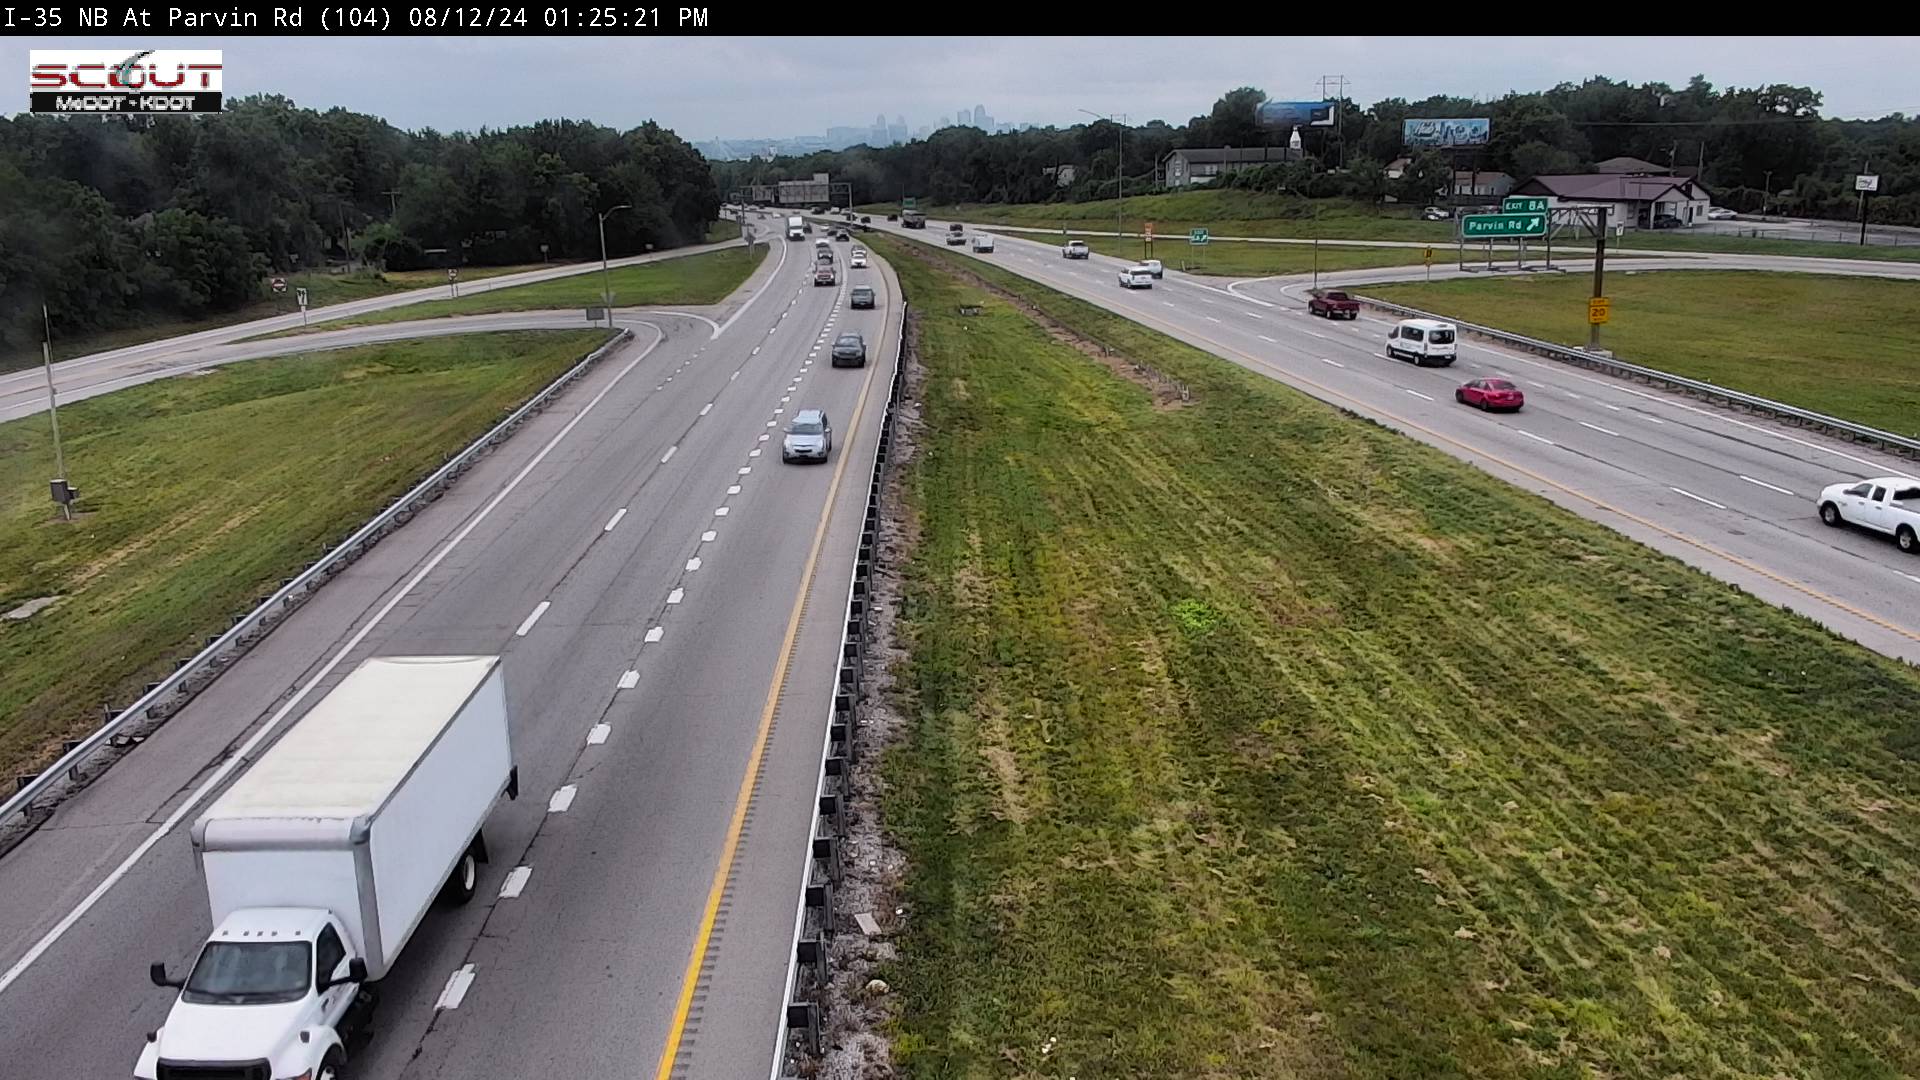 I-35 NB At Parvin Rd (104) 08/12/24 01:25:21 PM
SCOUT
MoDOT - KDOT
EXIT 8A
Parvin Rd
20